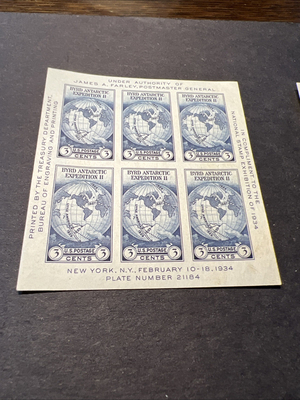 UNDER AUTHORITY OF
JAMES A. FARLEY, POSTMASTER GENERAL
PRINTED BY THE TREASURY DEPARTMENT,
BUREAU OF ENGRAVING AND PRINTING
IN COMPLIMENT TO THE
NATIONAL STAMP EXHIBITION OF 1934
BYRD ANTARCTIC
EXPEDITION II
U.S. POSTAGE
3 CENTS 3
BYRD ANTARCTIC
EXPEDITION II
U.S. POSTAGE
3 CENTS 3
BYRD ANTARCTIC
EXPEDITION II
U.S. POSTAGE
3 CENTS 3
BYRD ANTARCTIC
EXPEDITION II
U.S. POSTAGE
3 CENTS 3
BYRD ANTARCTIC
EXPEDITION II
U.S. POSTAGE
3 CENTS 3
BYRD ANTARCTIC
EXPEDITION II
U.S. POSTAGE
3 CENTS 3
NEW YORK, N.Y., FEBRUARY 10-18, 1934
PLATE NUMBER 21184